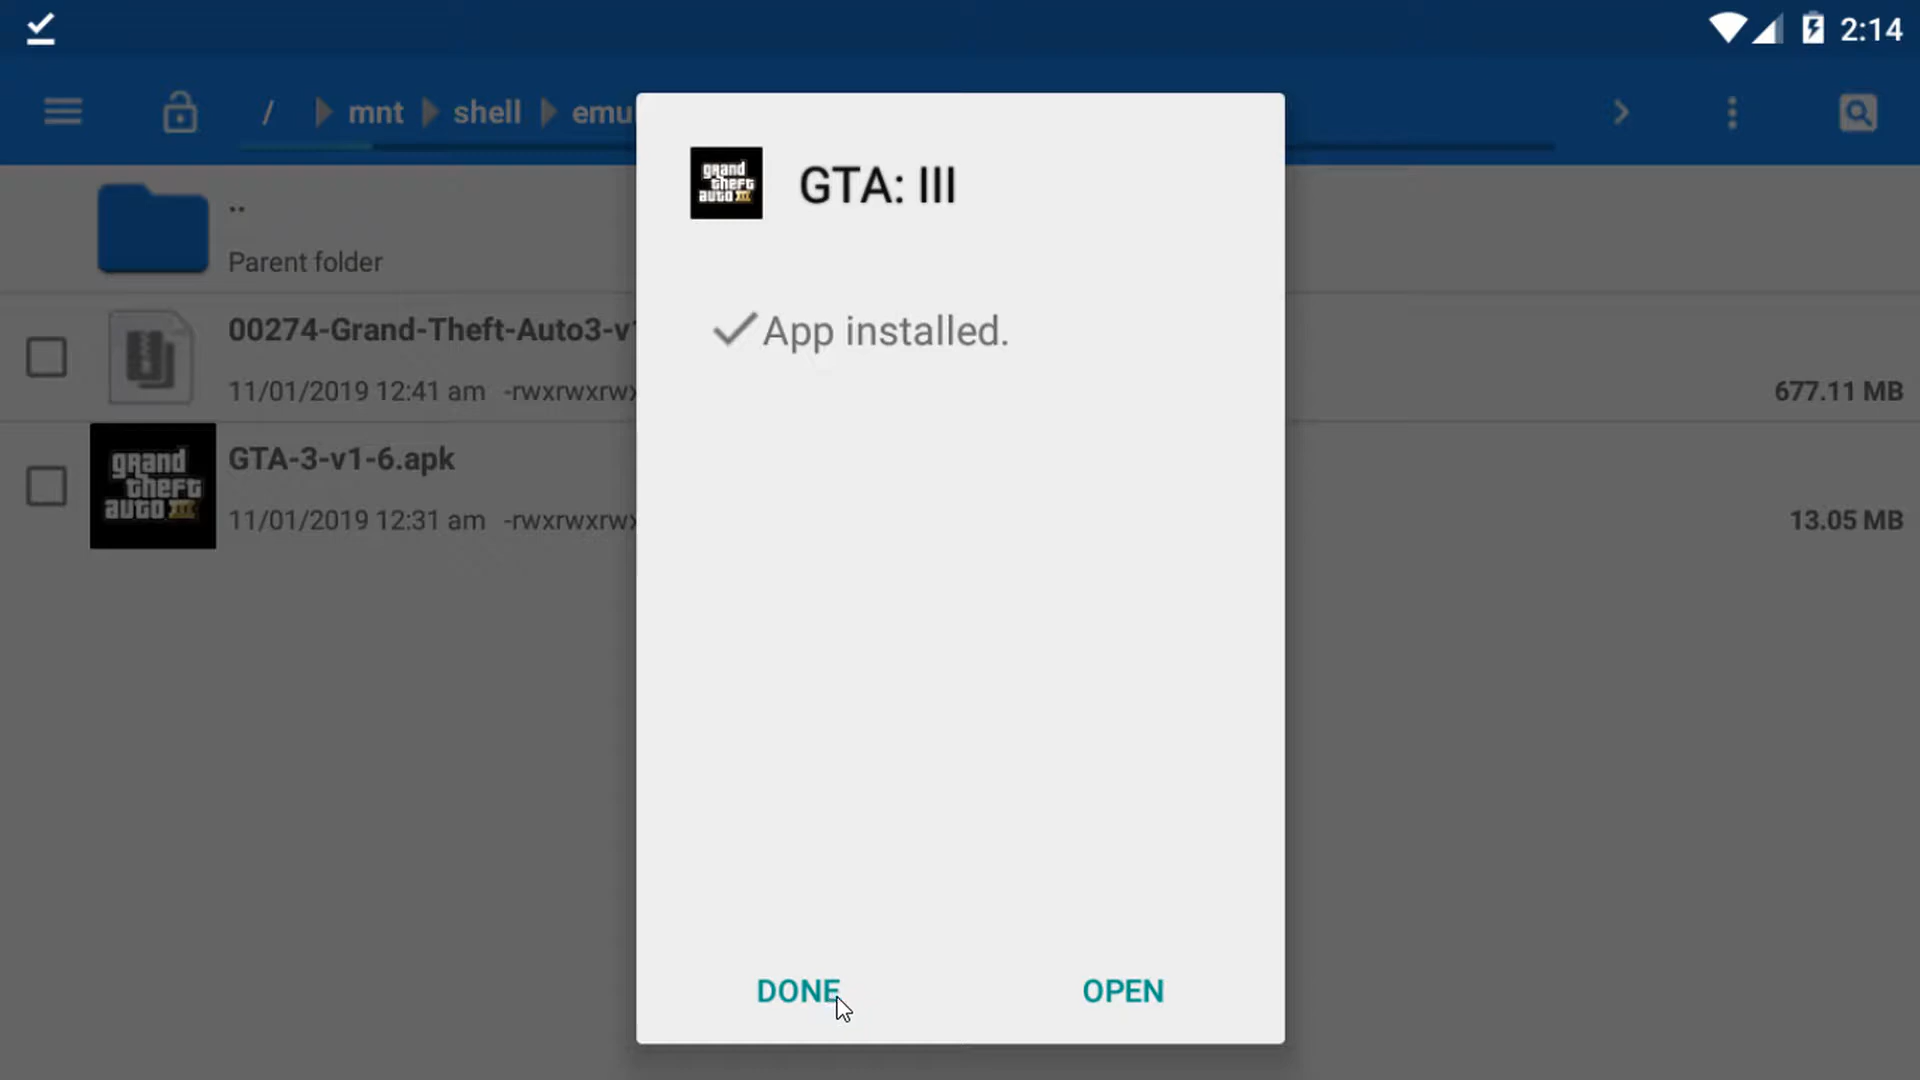 2:14
/ mnt shell emu
GTA: III
grand theft auto III
App installed.
..
Parent folder
00274-Grand-Theft-Auto3-v1
11/01/2019 12:41 am -rwxrwxrwx
677.11 MB
grand
theft
auto III
GTA-3-v1-6.apk
11/01/2019 12:31 am -rwxrwxrwx
13.05 MB
DONE
OPEN